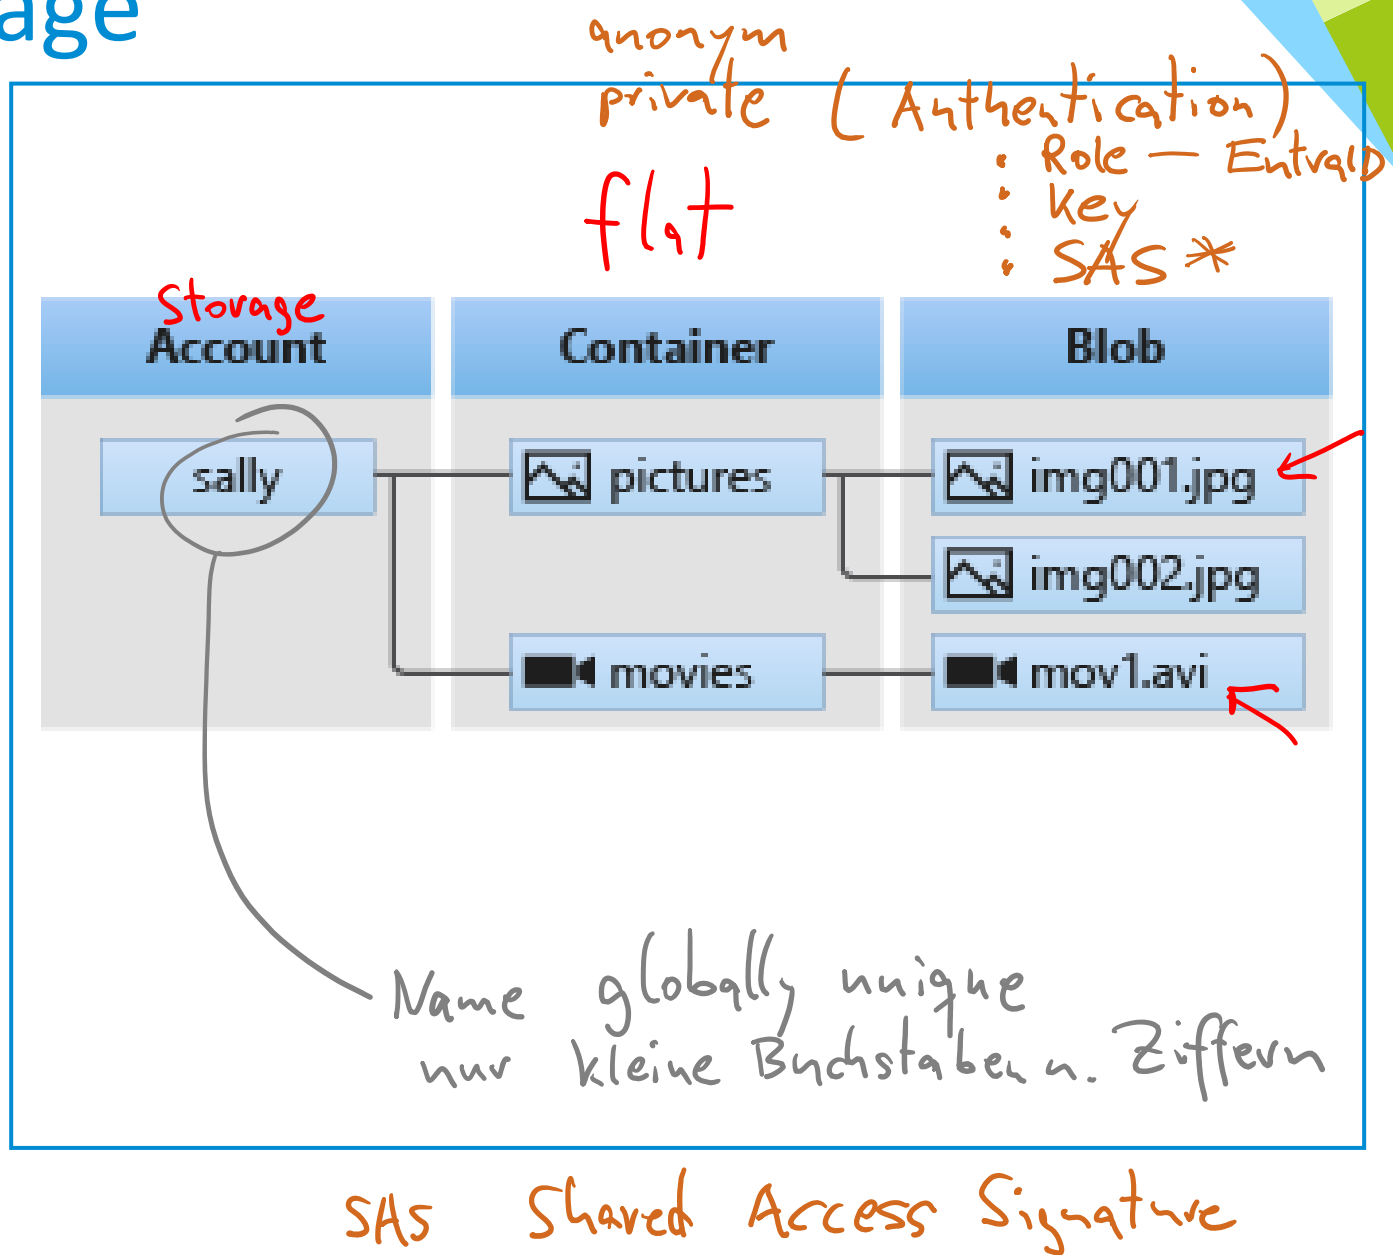 age
anonym
private ( Authentication )
• Role — EntraID
• Key
• SAS *
flat
Storage
Account Container Blob
sally pictures img001.jpg
img002.jpg
movies mov1.avi
Name globally unique
nur kleine Buchstaben u. Ziffern
SAS Shared Access Signature